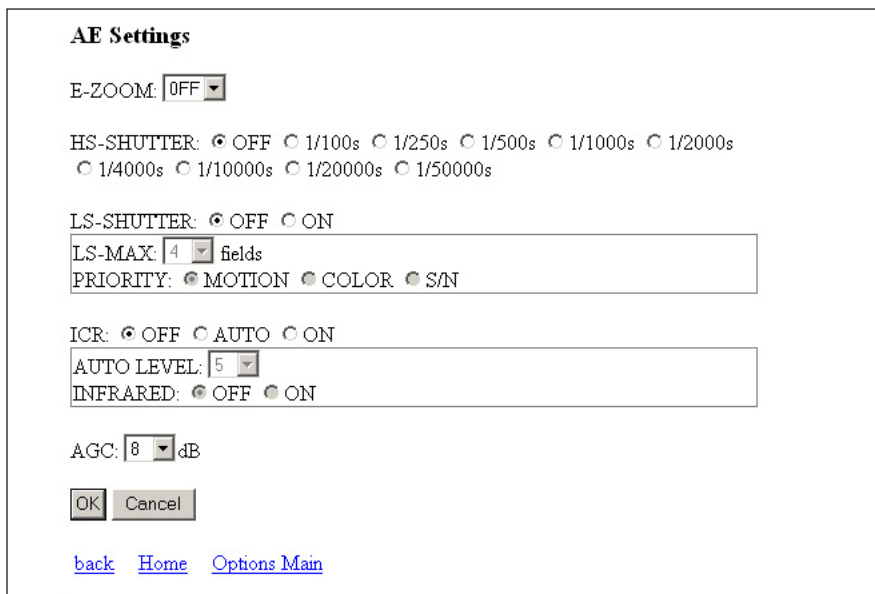 AE Settings
E-ZOOM: OFF
HS-SHUTTER: OFF 1/100s 1/250s 1/500s 1/1000s 1/2000s
1/4000s 1/10000s 1/20000s 1/50000s
LS-SHUTTER: OFF ON
LS-MAX: 4 fields
PRIORITY: MOTION COLOR S/N
ICR: OFF AUTO ON
AUTO LEVEL: 5
INFRARED: OFF ON
AGC: 8 dB
OK Cancel
back Home Options Main